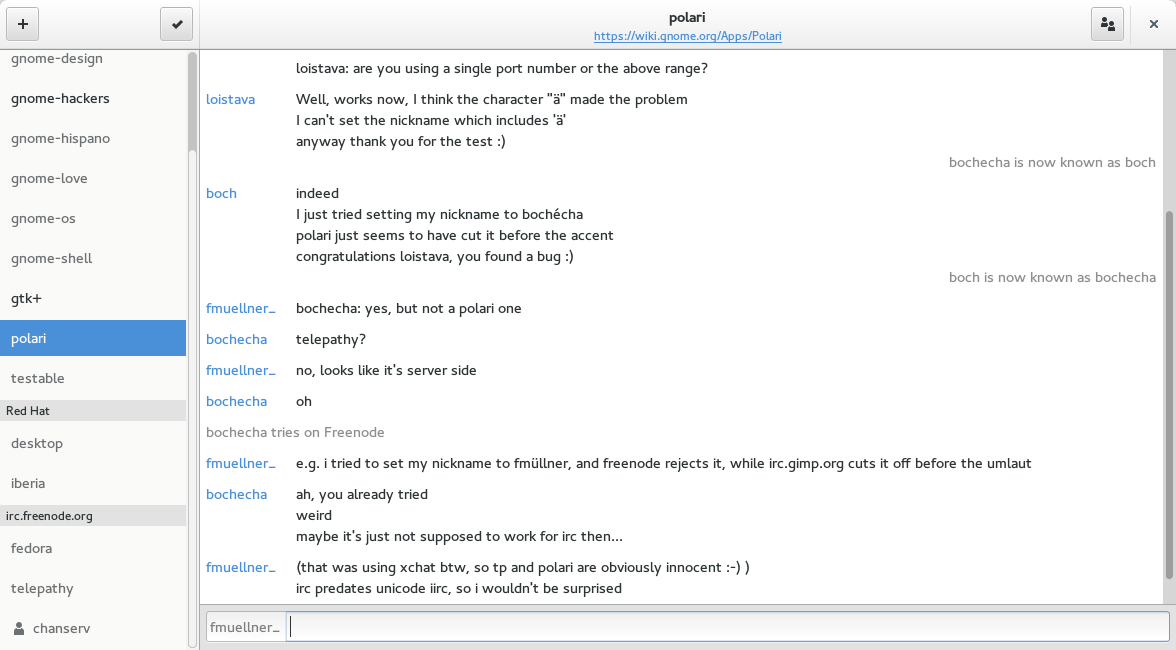 polari
https://wiki.gnome.org/Apps/Polari
gnome-design
gnome-hackers
gnome-hispano
gnome-love
gnome-os
gnome-shell
gtk+
polari
testable
Red Hat
desktop
iberia
irc.freenode.org
fedora
telepathy
chanserv
loistava: are you using a single port number or the above range?
loistava Well, works now, I think the character "ä" made the problem
I can't set the nickname which includes 'ä'
anyway thank you for the test :)
bochecha is now known as boch
boch indeed
I just tried setting my nickname to bochécha
polari just seems to have cut it before the accent
congratulations loistava, you found a bug :)
boch is now known as bochecha
fmuellner_ bochecha: yes, but not a polari one
bochecha telepathy?
fmuellner_ no, looks like it's server side
bochecha oh
bochecha tries on Freenode
fmuellner_ e.g. i tried to set my nickname to fmüllner, and freenode rejects it, while irc.gimp.org cuts it off before the umlaut
bochecha ah, you already tried
weird
maybe it's just not supposed to work for irc then...
fmuellner_ (that was using xchat btw, so tp and polari are obviously innocent :-) )
irc predates unicode iirc, so i wouldn't be surprised
fmuellner_